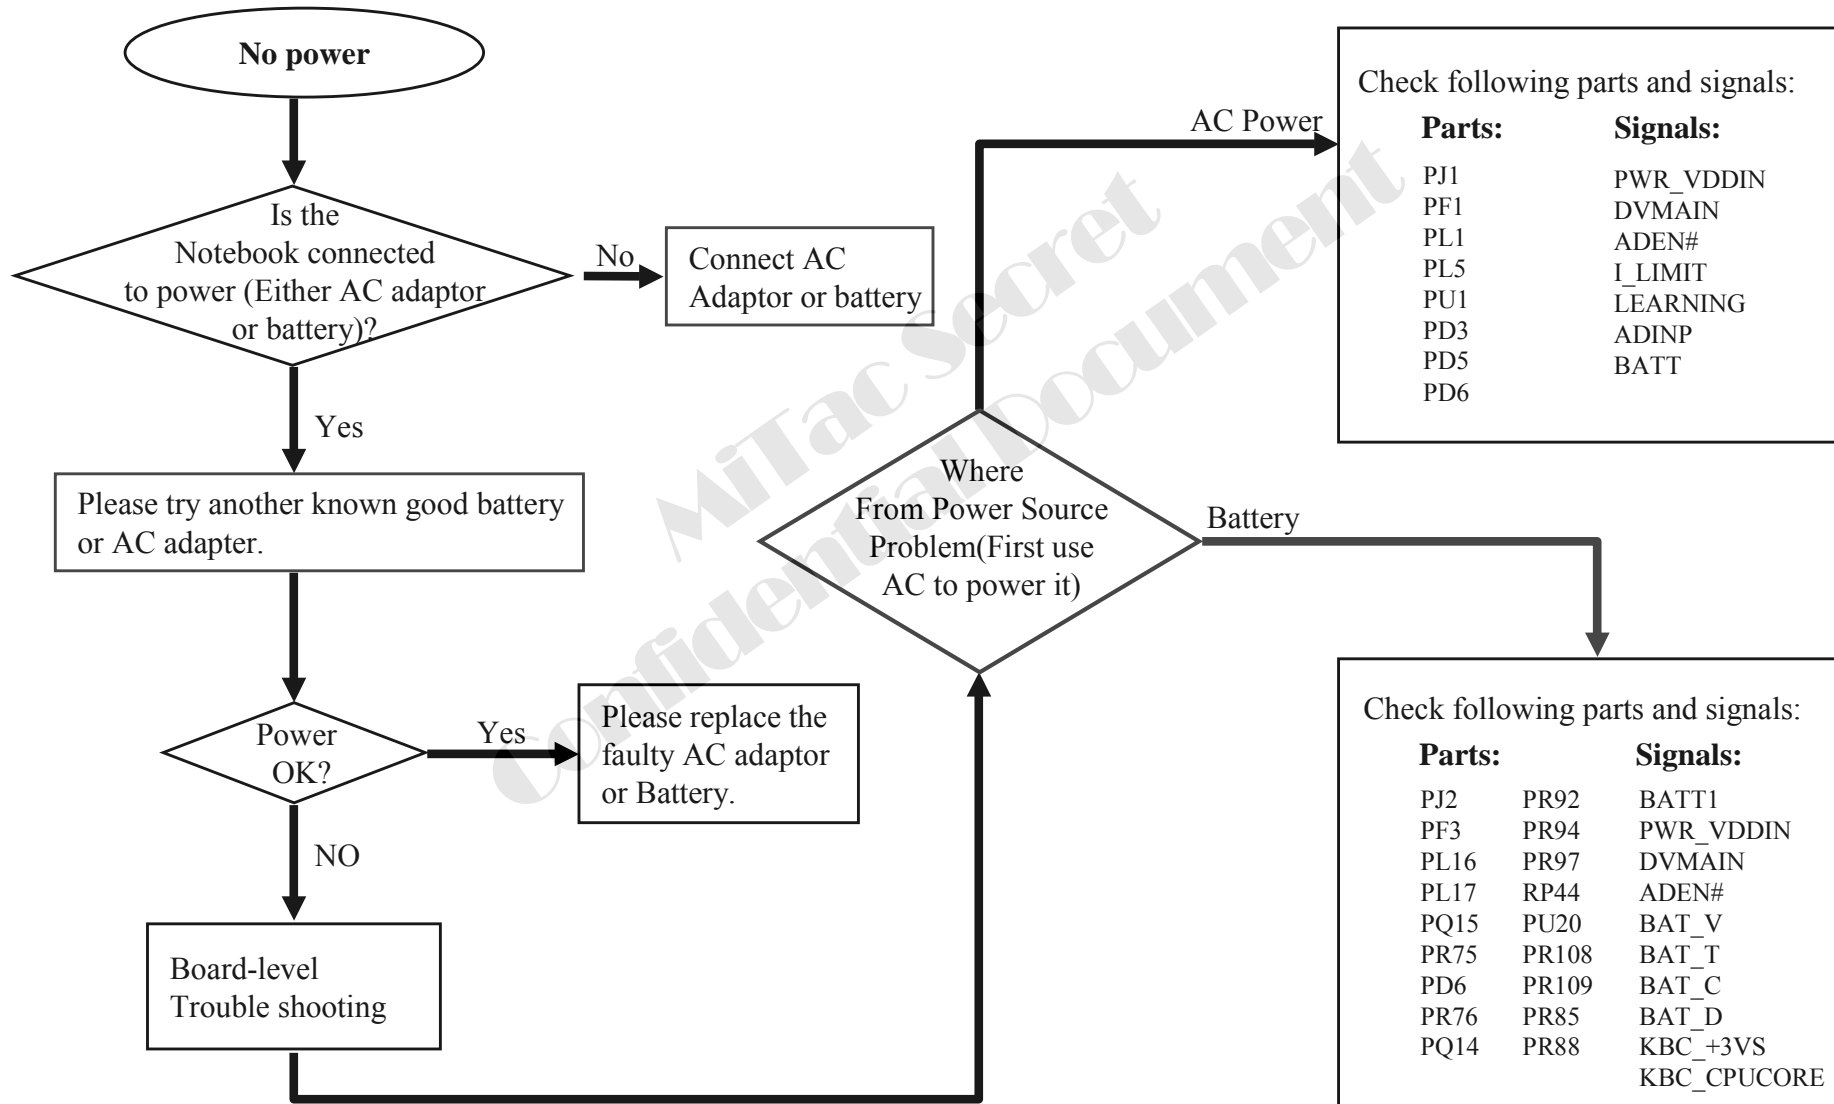 No power
Is the
Notebook connected
to power (Either AC adaptor
or battery)?
No
Connect AC
Adaptor or battery
Yes
Please try another known good battery
or AC adapter.
Power
OK?
Yes
Please replace the
faulty AC adaptor
or Battery.
NO
Board-level
Trouble shooting
Where
From Power Source
Problem(First use
AC to power it)
AC Power
Check following parts and signals:
Parts: Signals:
PJ1 PWR_VDDIN
PF1 DVMAIN
PL1 ADEN#
PL5 I_LIMIT
PU1 LEARNING
PD3 ADINP
PD5 BATT
PD6
Battery
Check following parts and signals:
Parts: Signals:
PJ2 PR92 BATT1
PF3 PR94 PWR_VDDIN
PL16 PR97 DVMAIN
PL17 RP44 ADEN#
PQ15 PU20 BAT_V
PR75 PR108 BAT_T
PD6 PR109 BAT_C
PR76 PR85 BAT_D
PQ14 PR88 KBC_+3VS
KBC_CPUCORE
MiTac Secret
Confidential Document